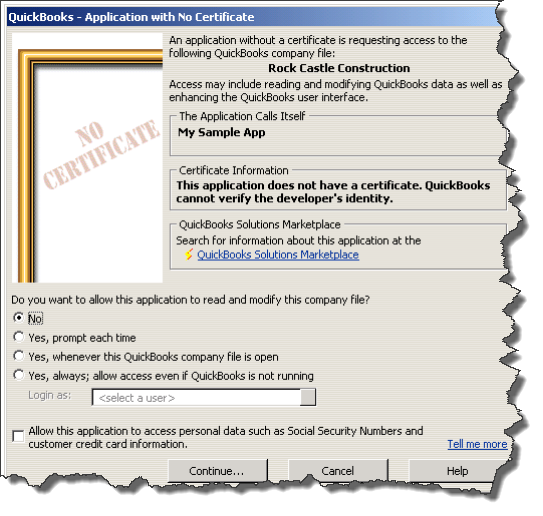 QuickBooks - Application with No Certificate
An application without a certificate is requesting access to the
following QuickBooks company file:
Rock Castle Construction
Access may include reading and modifying QuickBooks data as well as
enhancing the QuickBooks user interface.
NO
CERTIFICATE
The Application Calls Itself
My Sample App
Certificate Information
This application does not have a certificate. QuickBooks
cannot verify the developer's identity.
QuickBooks Solutions Marketplace
Search for information about this application at the
QuickBooks Solutions Marketplace
Do you want to allow this application to read and modify this company file?
No
Yes, prompt each time
Yes, whenever this QuickBooks company file is open
Yes, always; allow access even if QuickBooks is not running
Login as: <select a user>
Allow this application to access personal data such as Social Security Numbers and
customer credit card information. Tell me more
Continue... Cancel Help